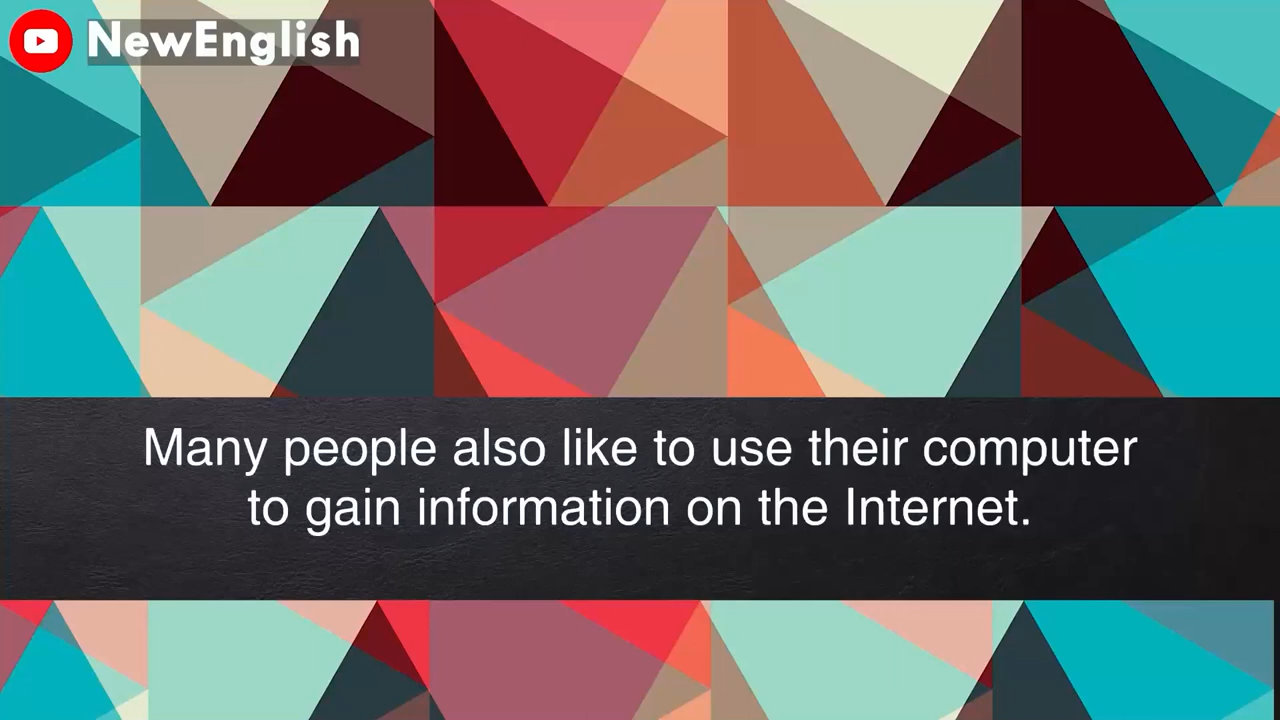 NewEnglish
Many people also like to use their computer
to gain information on the Internet.